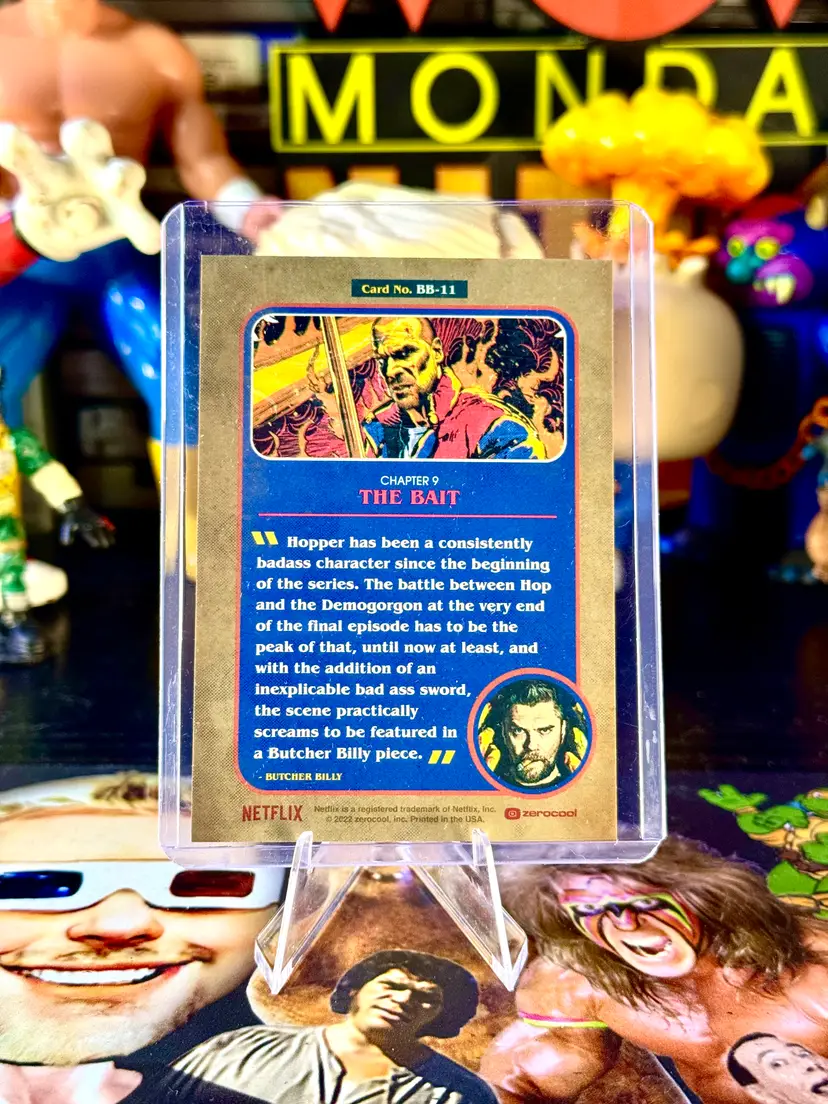 MONDA
Card No. BB-11
CHAPTER 9
THE BAIT
" Hopper has been a consistently
badass character since the beginning
of the series. The battle between Hop
and the Demogorgon at the very end
of the final episode has to be the
peak of that, until now at least, and
with the addition of an
inexplicable bad ass sword,
the scene practically
screams to be featured in
a Butcher Billy piece. "
BUTCHER BILLY
NETFLIX
Netflix is a registered trademark of Netflix, Inc.
© 2022 zerocool, Inc. Printed in the USA.
zerocool